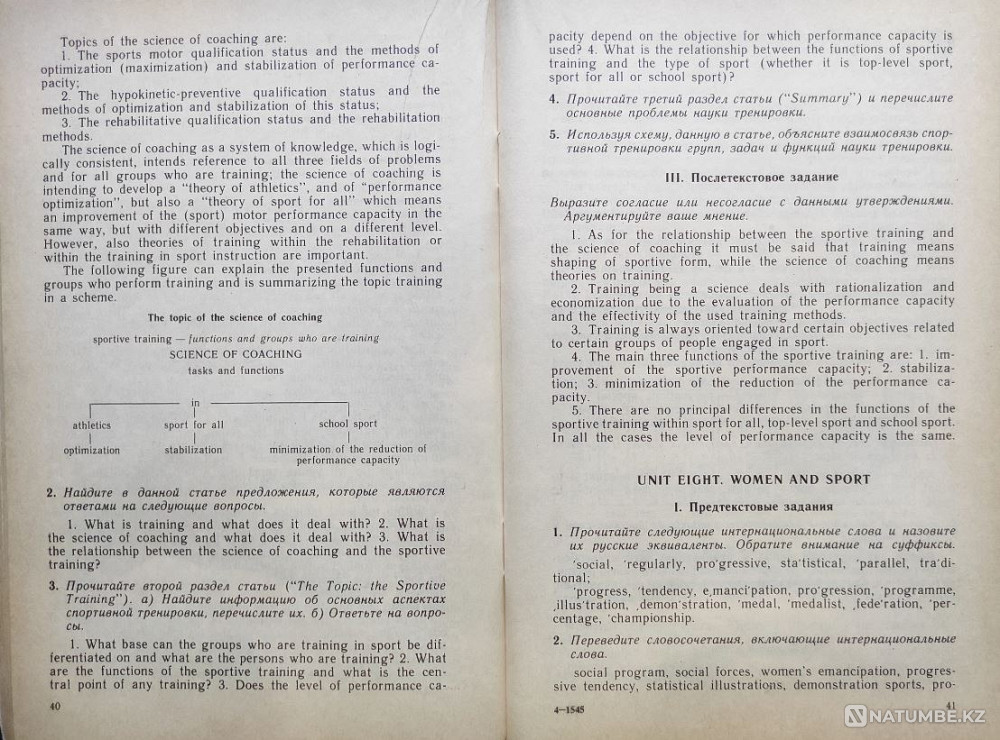 Topics of the science of coaching are:
1. The sports motor qualification status and the methods of
optimization (maximization) and stabilization of performance ca-
pacity;
2. The hypokinetic-preventive qualification status and the
methods of optimization and stabilization of this status;
3. The rehabilitative qualification status and the rehabilitation
methods.
The science of coaching as a system of knowledge, which is logi-
cally consistent, intends reference to all three fields of problems
and for all groups who are training; the science of coaching is
intending to develop a "theory of athletics", and of "performance
optimization", but also a "theory of sport for all" which means
an improvement of the (sport) motor performance capacity in the
same way, but with different objectives and on a different level.
However, also theories of training within the rehabilitation or
within the training in sport instruction are important.
The following figure can explain the presented functions and
groups who perform training and is summarizing the topic training
in a scheme.
The topic of the science of coaching
sportive training — functions and groups who are training
SCIENCE OF COACHING
tasks and functions
in
athletics sport for all school sport
optimization stabilization minimization of the reduction of
performance capacity
2. Найдите в данной статье предложения, которые являются
ответами на следующие вопросы.
1. What is training and what does it deal with? 2. What is
the science of coaching and what does it deal with? 3. What is
the relationship between the science of coaching and the sportive
training?
3. Прочитайте второй раздел статьи ("The Topic: the Sportive
Training"). а) Найдите информацию об основных аспектах
спортивной тренировки, перечислите их. б) Ответьте на вопро-
сы.
1. What base can the groups who are training in sport be dif-
ferentiated on and what are the persons who are training? 2. What
are the functions of the sportive training and what is the cen-
tral point of any training? 3. Does the level of performance ca-
40
pacity depend on the objective for which performance capacity is
used? 4. What is the relationship between the functions of sportive
training and the type of sport (whether it is top-level sport,
sport for all or school sport)?
4. Прочитайте третий раздел статьи ("Summary") и перечислите
основные проблемы науки тренировки.
5. Используя схему, данную в статье, объясните взаимосвязь спор-
тивной тренировки групп, задач и функций науки тренировки.
III. Послетекстовое задание
Выразите согласие или несогласие с данными утверждениями.
Аргументируйте ваше мнение.
1. As for the relationship between the sportive training and
the science of coaching it must be said that training means
shaping of sportive form, while the science of coaching means
theories on training.
2. Training being a science deals with rationalization and
economization due to the evaluation of the performance capacity
and the effectivity of the used training methods.
3. Training is always oriented toward certain objectives related
to certain groups of people engaged in sport.
4. The main three functions of the sportive training are: 1. im-
provement of the sportive performance capacity; 2. stabiliza-
tion; 3. minimization of the reduction of the performance ca-
pacity.
5. There are no principal differences in the functions of the
sportive training within sport for all, top-level sport and school sport.
In all the cases the level of performance capacity is the same.
UNIT EIGHT. WOMEN AND SPORT
I. Предтекстовые задания
1. Прочитайте следующие интернациональные слова и назовите
их русские эквиваленты. Обратите внимание на суффиксы.
'social, 'regularly, pro'gressive, sta'tistical, 'parallel, tra'di-
tional;
'progress, 'tendency, e,manci'pation, pro'gression, 'programme,
,illus'tration, ,demon'stration, 'medal, 'medalist, ,fede'ration, 'per-
centage, 'championship.
2. Переведите словосочетания, включающие интернациональные
слова.
social program, social forces, women's emancipation, progres-
sive tendency, statistical illustrations, demonstration sports, pro-
4—1545
41
NATUMBE.KZ